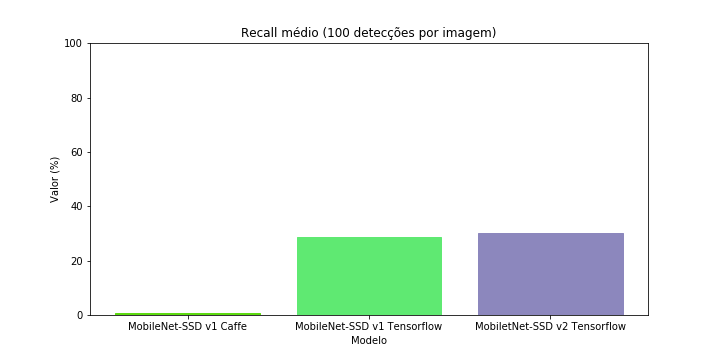 Recall médio (100 detecções por imagem)
100
80
60
40
20
0
Valor (%)
MobileNet-SSD v1 Caffe
MobileNet-SSD v1 Tensorflow
MobiletNet-SSD v2 Tensorflow
Modelo